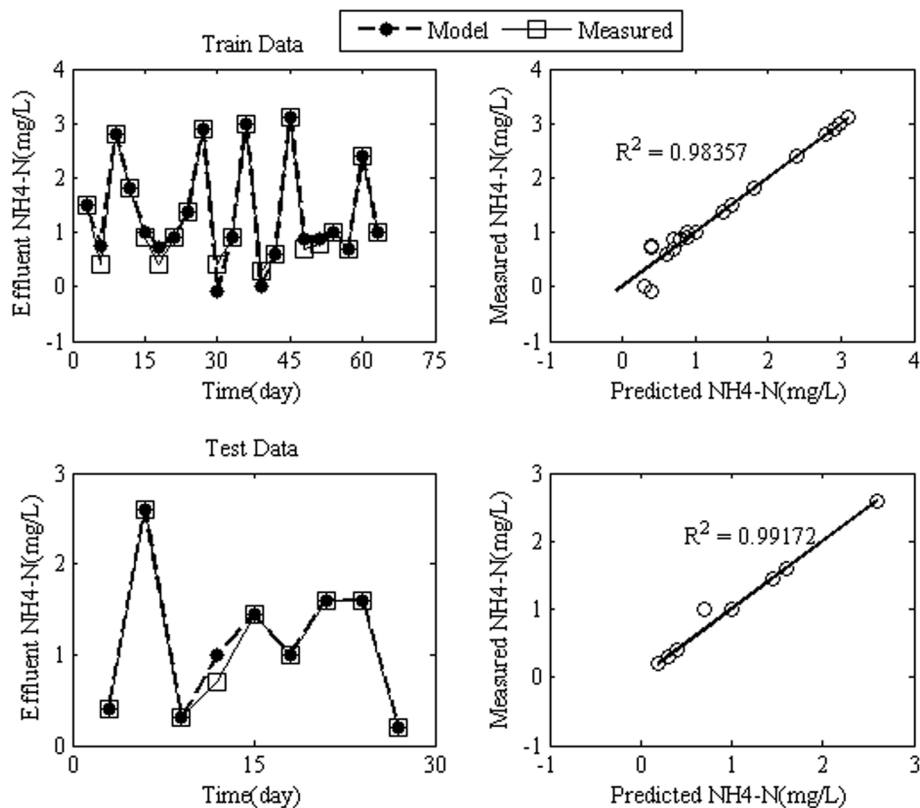 Train Data
Model
Measured
Effluent NH4-N(mg/L)
4
3
2
1
0
-1
0
15
30
45
60
75
Time(day)
Measured NH4-N(mg/L)
4
3
2
1
0
-1
R² = 0.98357
-1
0
1
2
3
4
Predicted NH4-N(mg/L)
Test Data
Effluent NH4-N(mg/L)
3
2
1
0
0
15
30
Time(day)
Measured NH4-N(mg/L)
3
2
1
0
-1
R² = 0.99172
-1
0
1
2
3
Predicted NH4-N(mg/L)